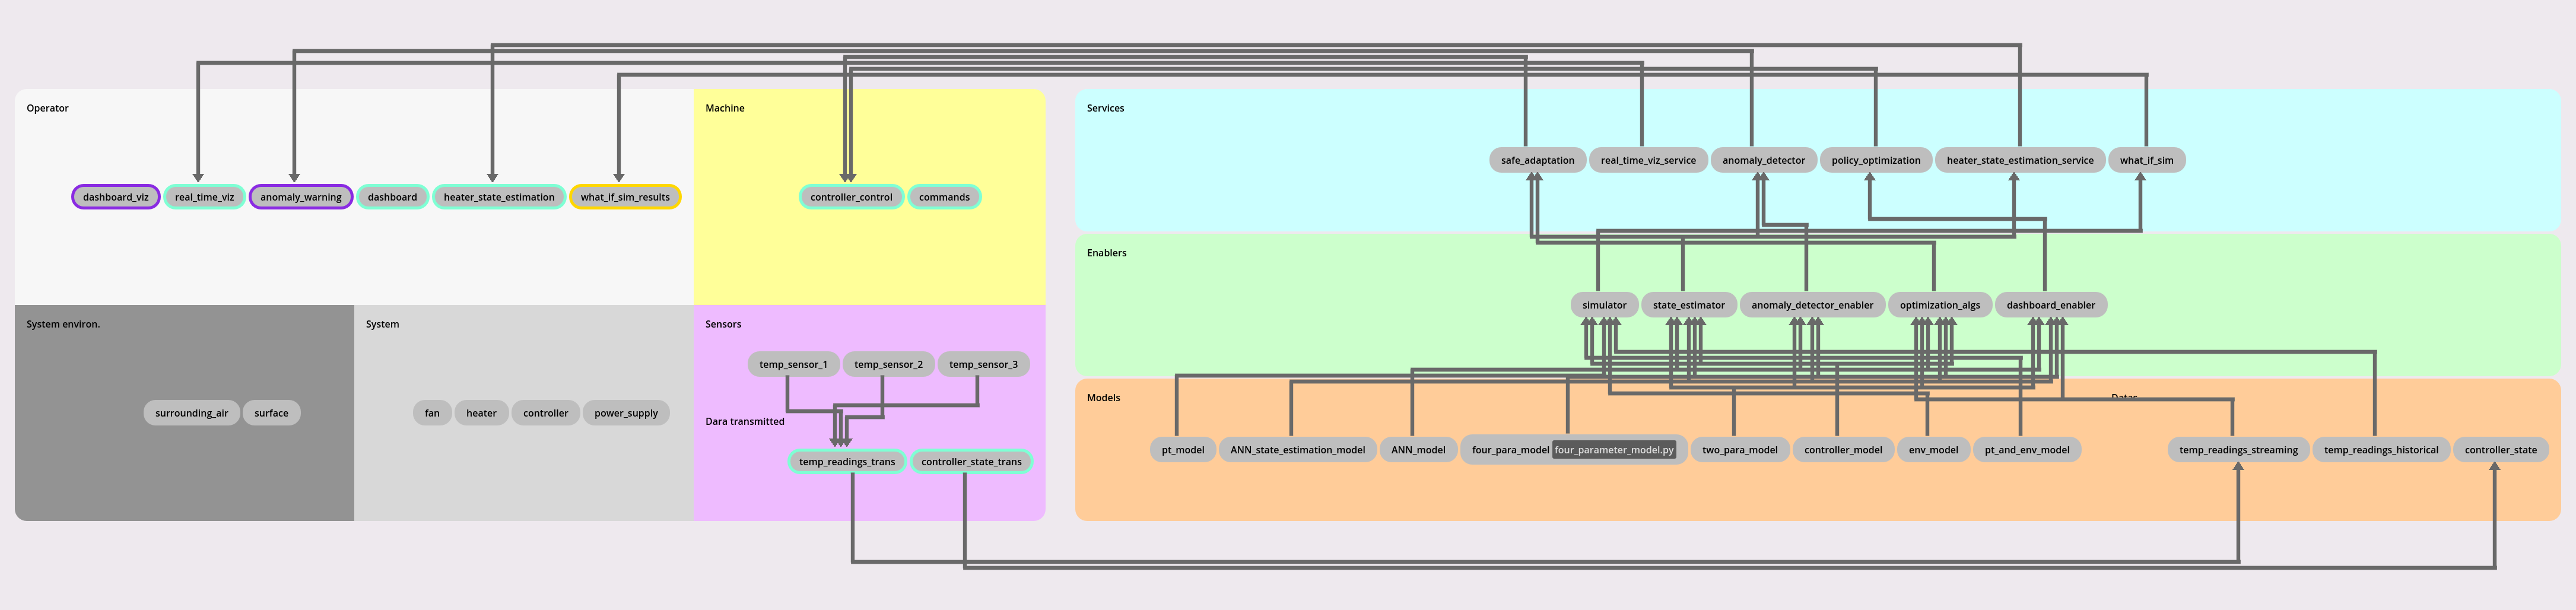 Operator
dashboard_viz real_time_viz anomaly_warning dashboard heater_state_estimation what_if_sim_results
Machine
controller_control commands
System environ.
surrounding_air surface
System
fan heater controller power_supply
Sensors
temp_sensor_1 temp_sensor_2 temp_sensor_3
Dara transmitted
temp_readings_trans controller_state_trans
Services
safe_adaptation real_time_viz_service anomaly_detector policy_optimization heater_state_estimation_service what_if_sim
Enablers
simulator state_estimator anomaly_detector_enabler optimization_algs dashboard_enabler
Models
pt_model ANN_state_estimation_model ANN_model four_para_model four_parameter_model.py two_para_model controller_model env_model pt_and_env_model
Datas
temp_readings_streaming temp_readings_historical controller_state